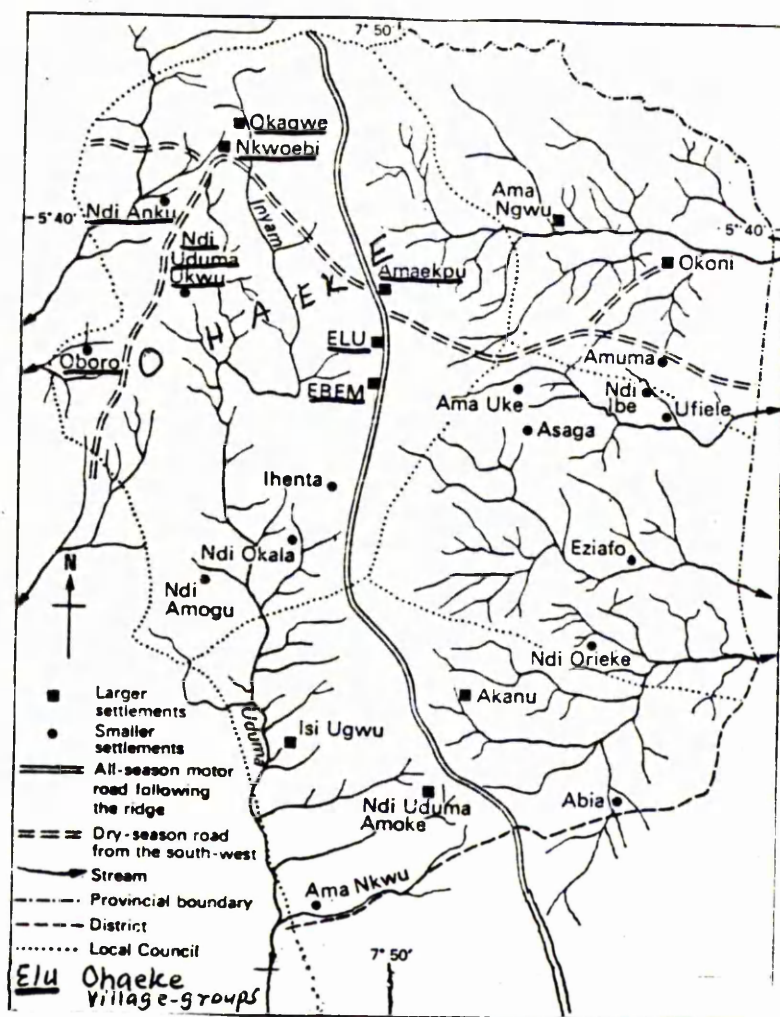 7° 50'
Okagwe
Nkwoebi
Ama
Ngwu
5° 40'
Ndi Anku
Inyam
5° 40'
Ndi
Uduma
Ukwu
O H A E K E
Amaekpu
Okoni
ELU
Oboro
Amuma
EBEM
Ama Uke
Ndi
Ibe
Ufiele
Asaga
Ihenta
Ndi Okala
Eziafo
N
Ndi
Amogu
Ndi Orieke
Larger
settlements
Akanu
Uduma
Isi Ugwu
Smaller
settlements
All-season motor
road following
the ridge
Ndi Uduma
Amoke
Abia
Dry-season road
from the south-west
Stream
Ama Nkwu
Provincial boundary
District
Local Council
7° 50'
Elu Ohaeke
Village-groups